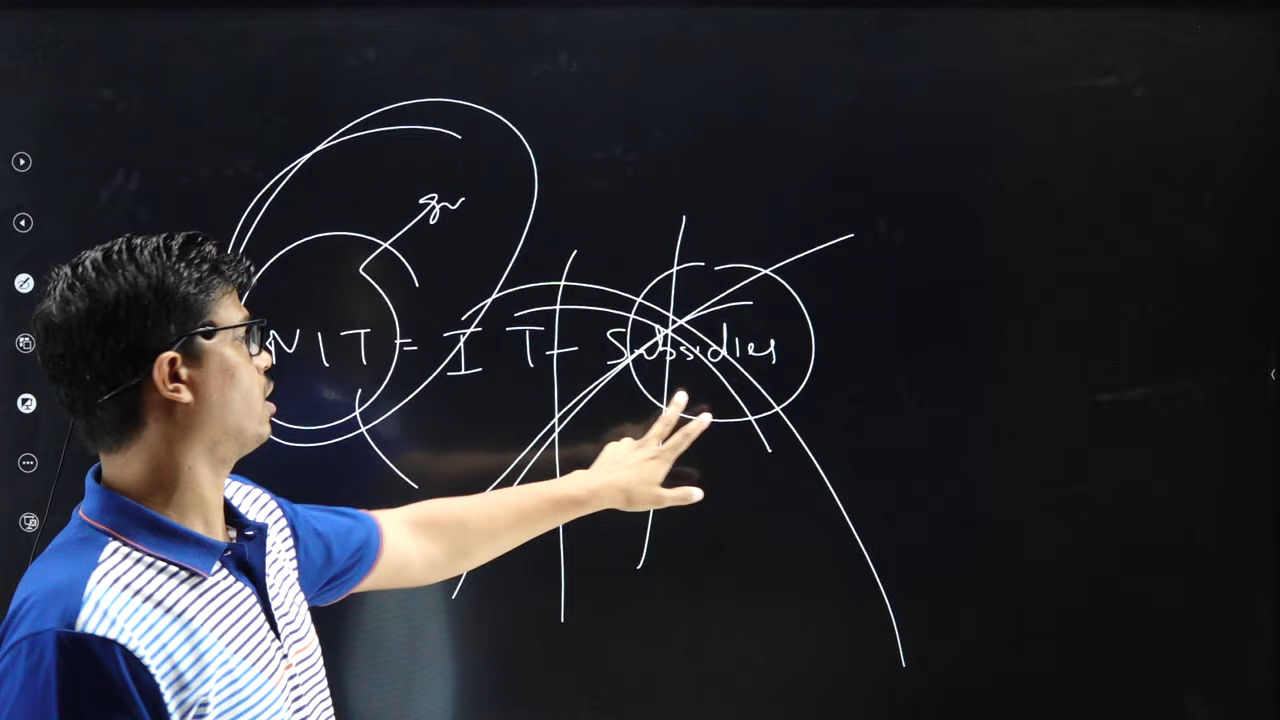 NIT = IT - Subsidies